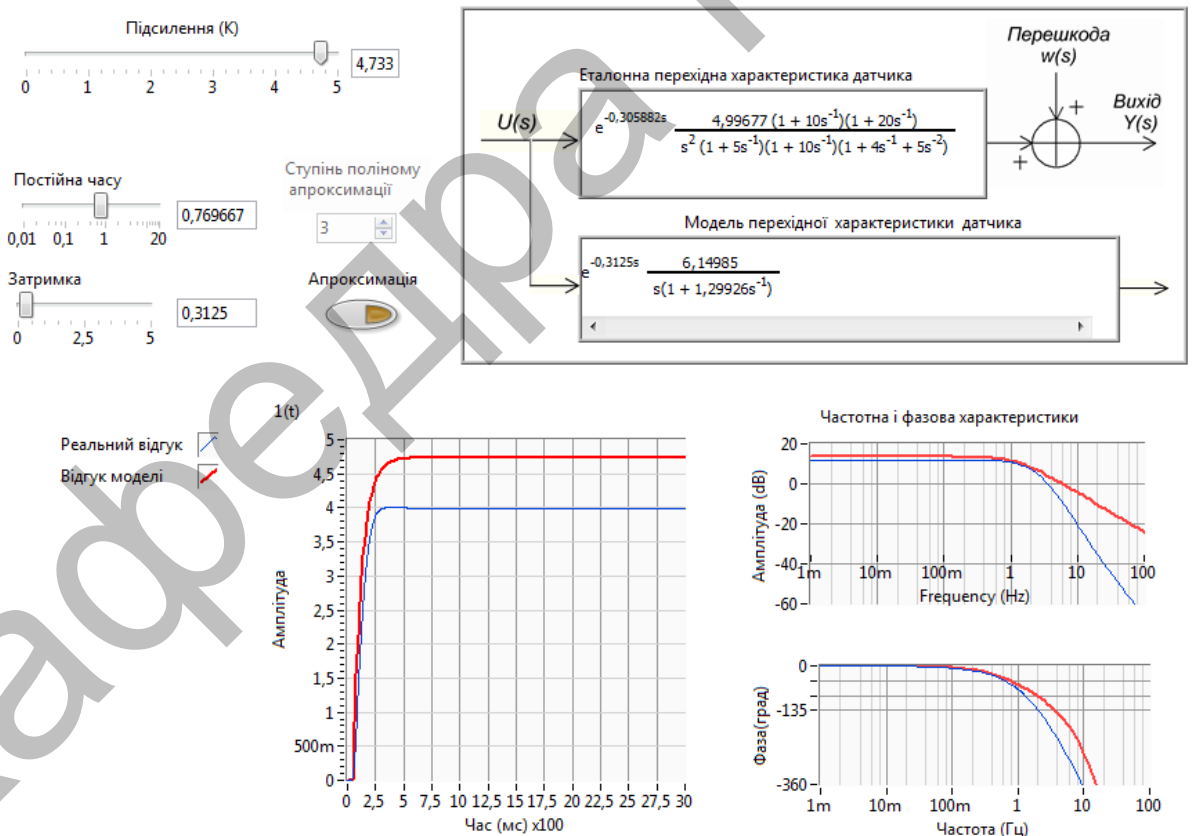 Підсилення (K)
0 1 2 3 4 5
4,733
Постійна часу
0,01 0,1 1 20
0,769667
Затримка
0 2,5 5
0,3125
Ступінь поліному
апроксимації
3
Апроксимація
Еталонна перехідна характеристика датчика
U(s)
e^-0,305882s 4,99677 (1 + 10s^-1)(1 + 20s^-1)
s^2 (1 + 5s^-1)(1 + 10s^-1)(1 + 4s^-1 + 5s^-2)
Перешкода
w(s)
+
+
Вихід
Y(s)
Модель перехідної характеристики датчика
e^-0,3125s 6,14985
s(1 + 1,29926s^-1)
Реальний відгук
Відгук моделі
1(t)
Амплітуда
5
4,5
4
3,5
3
2,5
2
1,5
1
500m
0
0 2,5 5 7,5 10 12,5 15 17,5 20 22,5 25 27,5 30
Час (мс) x100
Частотна і фазова характеристики
Амплітуда (dB)
20
0
-20
-40
-60
1m 10m 100m 1 10 100
Frequency (Hz)
Фаза(град)
0
-135
-360
1m 10m 100m 1 10 100
Частота (Гц)
кафедра